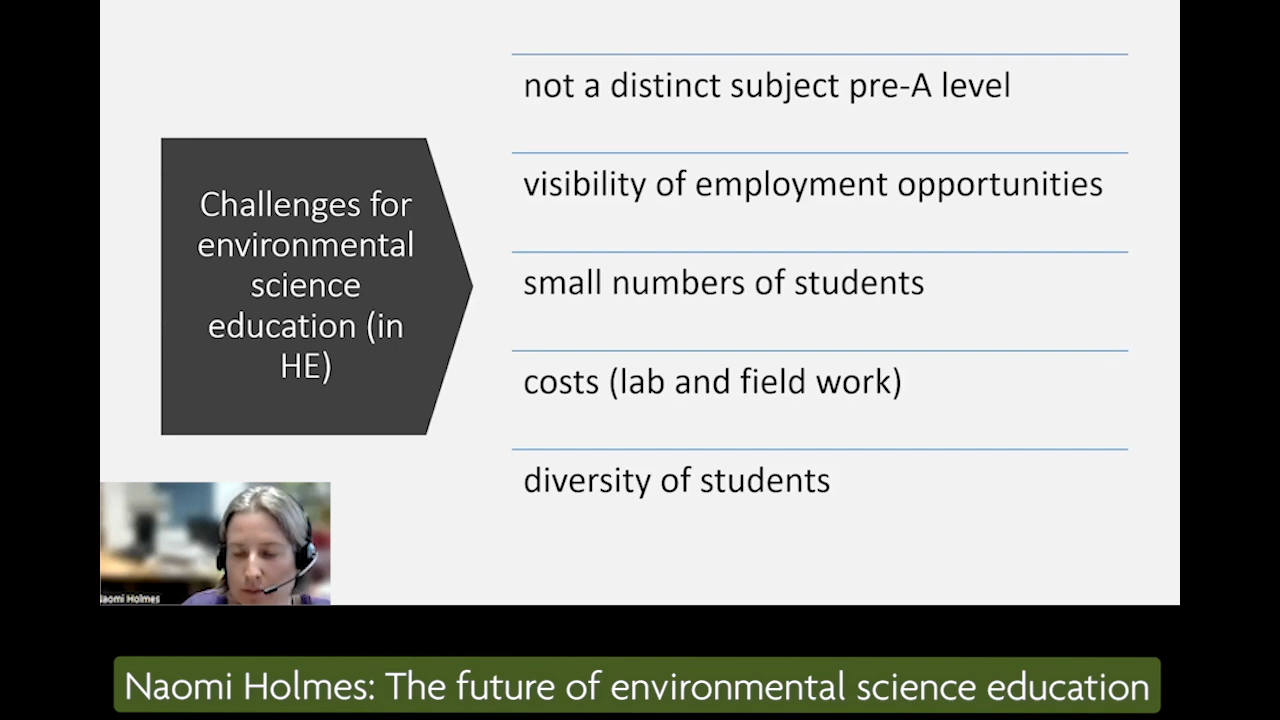 Challenges for
environmental
science
education (in
HE)
not a distinct subject pre-A level
visibility of employment opportunities
small numbers of students
costs (lab and field work)
diversity of students
Naomi Holmes
Naomi Holmes: The future of environmental science education